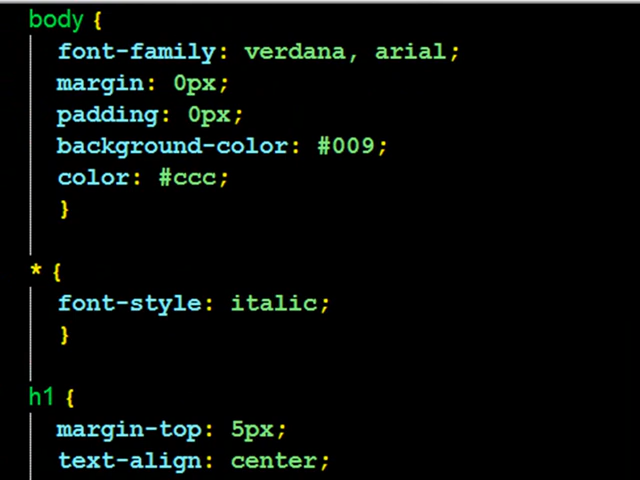 body {
font-family: verdana, arial;
margin: 0px;
padding: 0px;
background-color: #009;
color: #ccc;
}
* {
font-style: italic;
}
h1 {
margin-top: 5px;
text-align: center;